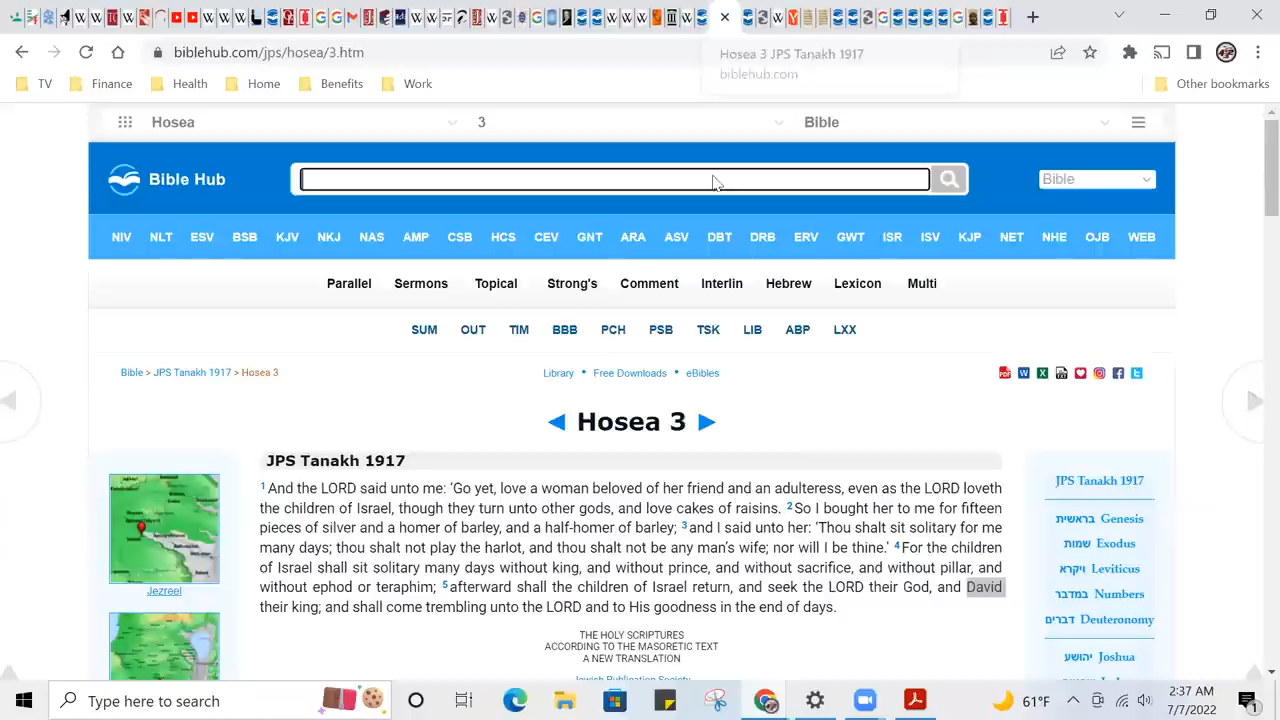 biblehub.com/jps/hosea/3.htm
Hosea 3 JPS Tanakh 1917
biblehub.com
TV Finance Health Home Benefits Work Other bookmarks
Hosea 3 Bible
Bible Hub Bible
NIV NLT ESV BSB KJV NKJ NAS AMP CSB HCS CEV GNT ARA ASV DBT DRB ERV GWT ISR ISV KJP NET NHE OJB WEB
Parallel Sermons Topical Strong's Comment Interlin Hebrew Lexicon Multi
SUM OUT TIM BBB PCH PSB TSK LIB ABP LXX
Bible > JPS Tanakh 1917 > Hosea 3 Library • Free Downloads • eBibles
◄ Hosea 3 ►
JPS Tanakh 1917
1And the LORD said unto me: ‘Go yet, love a woman beloved of her friend and an adulteress, even as the LORD loveth
the children of Israel, though they turn unto other gods, and love cakes of raisins. 2So I bought her to me for fifteen
pieces of silver and a homer of barley, and a half-homer of barley; 3and I said unto her: ‘Thou shalt sit solitary for me
many days; thou shalt not play the harlot, and thou shalt not be any man’s wife; nor will I be thine.’ 4For the children
of Israel shall sit solitary many days without king, and without prince, and without sacrifice, and without pillar, and
without ephod or teraphim; 5afterward shall the children of Israel return, and seek the LORD their God, and David
their king; and shall come trembling unto the LORD and to His goodness in the end of days.
THE HOLY SCRIPTURES
ACCORDING TO THE MASORETIC TEXT
A NEW TRANSLATION
Jewish Publication Society
Jezreel
JPS Tanakh 1917
בראשית Genesis
שמות Exodus
ויקרא Leviticus
במדבר Numbers
דברים Deuteronomy
יהושע Joshua
Type here to search
61°F
2:37 AM
7/7/2022